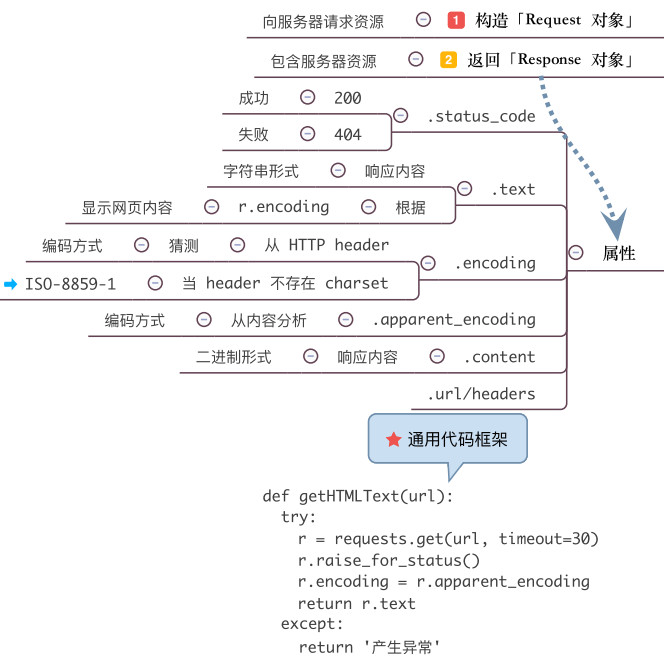 向服务器请求资源 1 构造「Request 对象」
包含服务器资源 2 返回「Response 对象」
成功 200
.status_code
失败 404
字符串形式 响应内容
.text
显示网页内容 r.encoding 根据
编码方式 猜测 从 HTTP header
属性
.encoding
ISO-8859-1 当 header 不存在 charset
编码方式 从内容分析 .apparent_encoding
二进制形式 响应内容 .content
.url/headers
通用代码框架
def getHTMLText(url):
try:
r = requests.get(url, timeout=30)
r.raise_for_status()
r.encoding = r.apparent_encoding
return r.text
except:
return '产生异常'